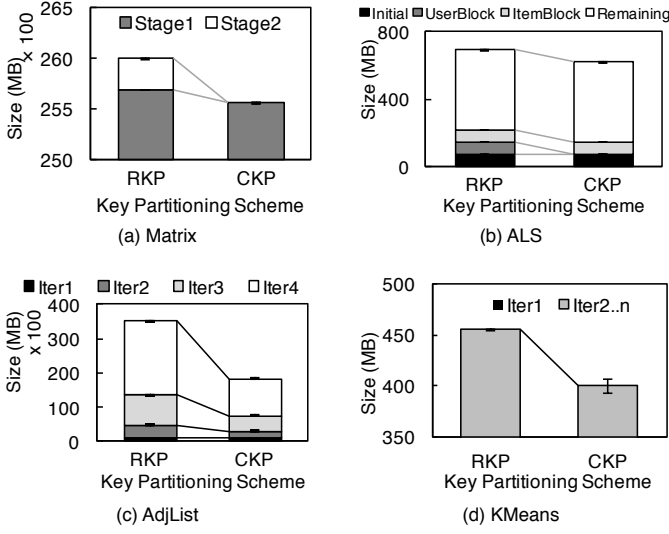 Stage1 Stage2
Size (MB)
x 100
265
260
255
250
RKP CKP
Key Partitioning Scheme
(a) Matrix
Initial UserBlock ItemBlock Remaining
Size (MB)
800
400
0
RKP CKP
Key Partitioning Scheme
(b) ALS
Iter1 Iter2 Iter3 Iter4
Size (MB)
x 100
400
300
200
100
0
RKP CKP
Key Partitioning Scheme
(c) AdjList
Iter1 Iter2..n
Size (MB)
500
450
400
350
RKP CKP
Key Partitioning Scheme
(d) KMeans